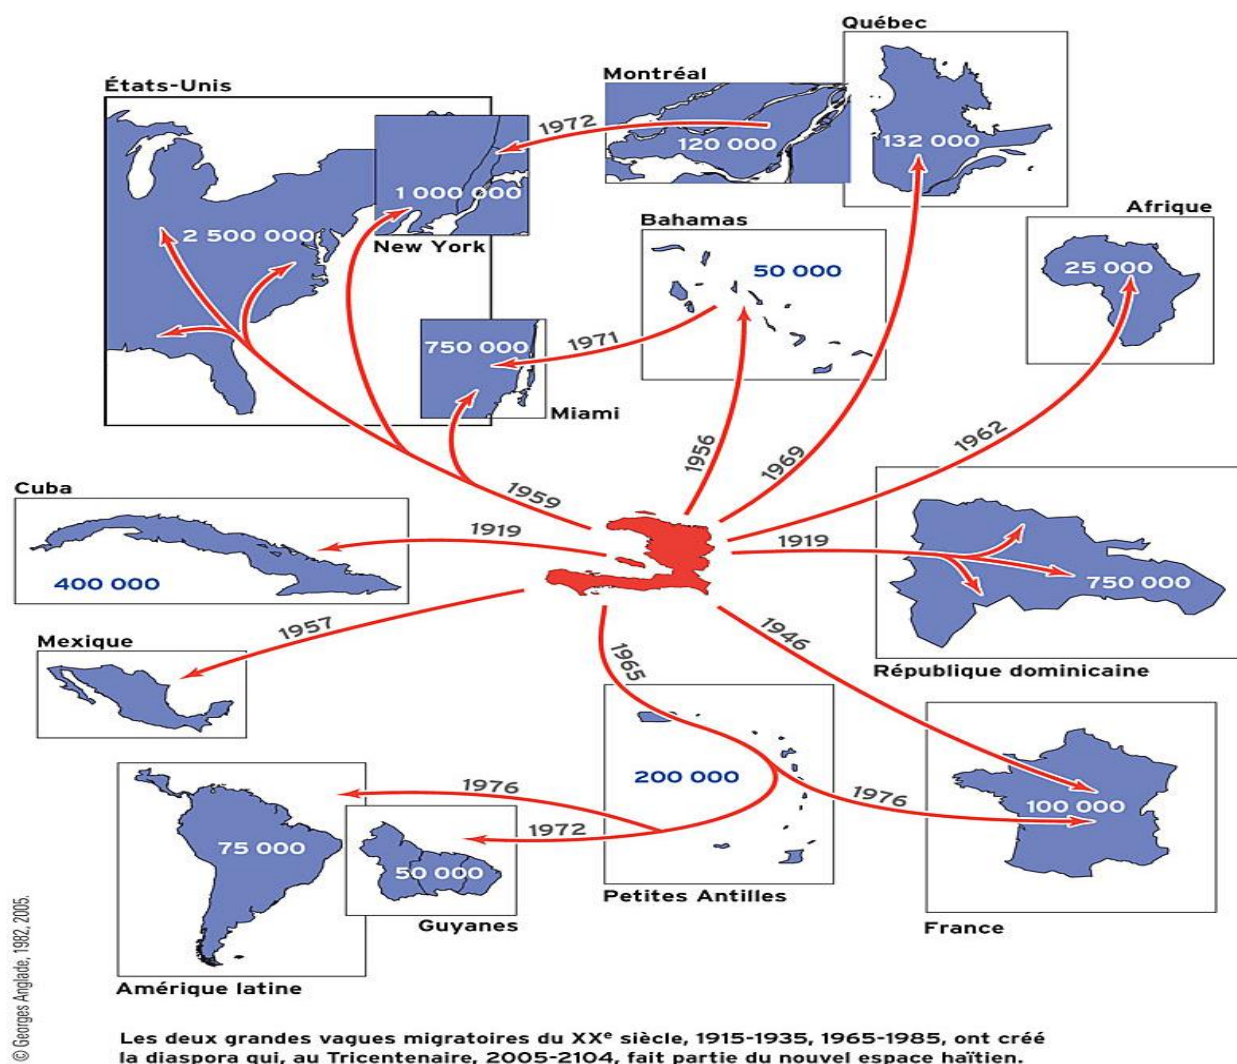 Québec
États-Unis
Montréal
1972
120 000
132 000
1 000 000
Bahamas
Afrique
2 500 000
New York
50 000
25 000
750 000
1971
Miami
1956
1969
1962
Cuba
1959
1919
1919
400 000
750 000
Mexique
1957
1965
1946
République dominicaine
200 000
1976
1976
100 000
1972
75 000
50 000
Petites Antilles
Guyanes
France
Amérique latine
© Georges Anglade, 1982, 2005.
Les deux grandes vagues migratoires du XXe siècle, 1915-1935, 1965-1985, ont créé
la diaspora qui, au Tricentenaire, 2005-2104, fait partie du nouvel espace haïtien.